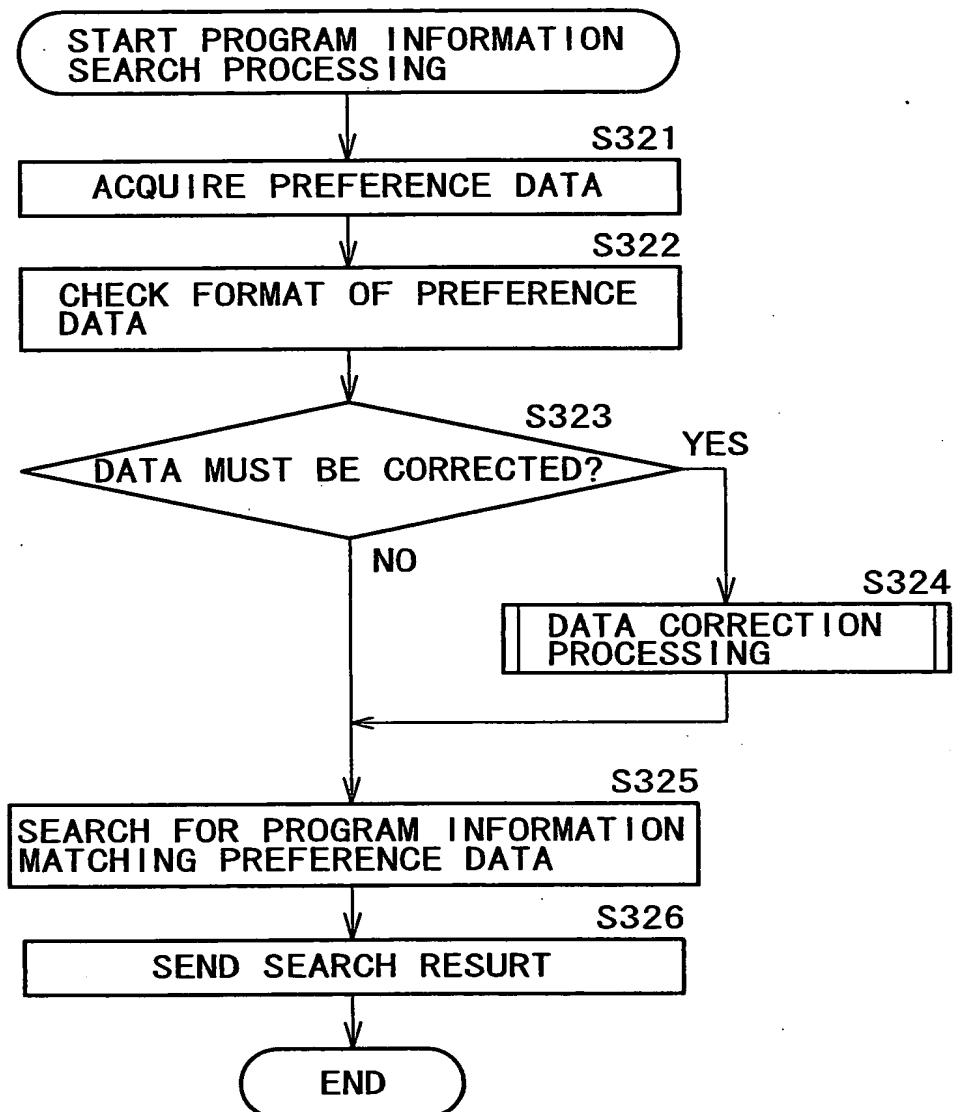 START PROGRAM INFORMATION
SEARCH PROCESSING
S321
ACQUIRE PREFERENCE DATA
S322
CHECK FORMAT OF PREFERENCE
DATA
S323
DATA MUST BE CORRECTED?
YES
NO
S324
DATA CORRECTION
PROCESSING
S325
SEARCH FOR PROGRAM INFORMATION
MATCHING PREFERENCE DATA
S326
SEND SEARCH RESURT
END